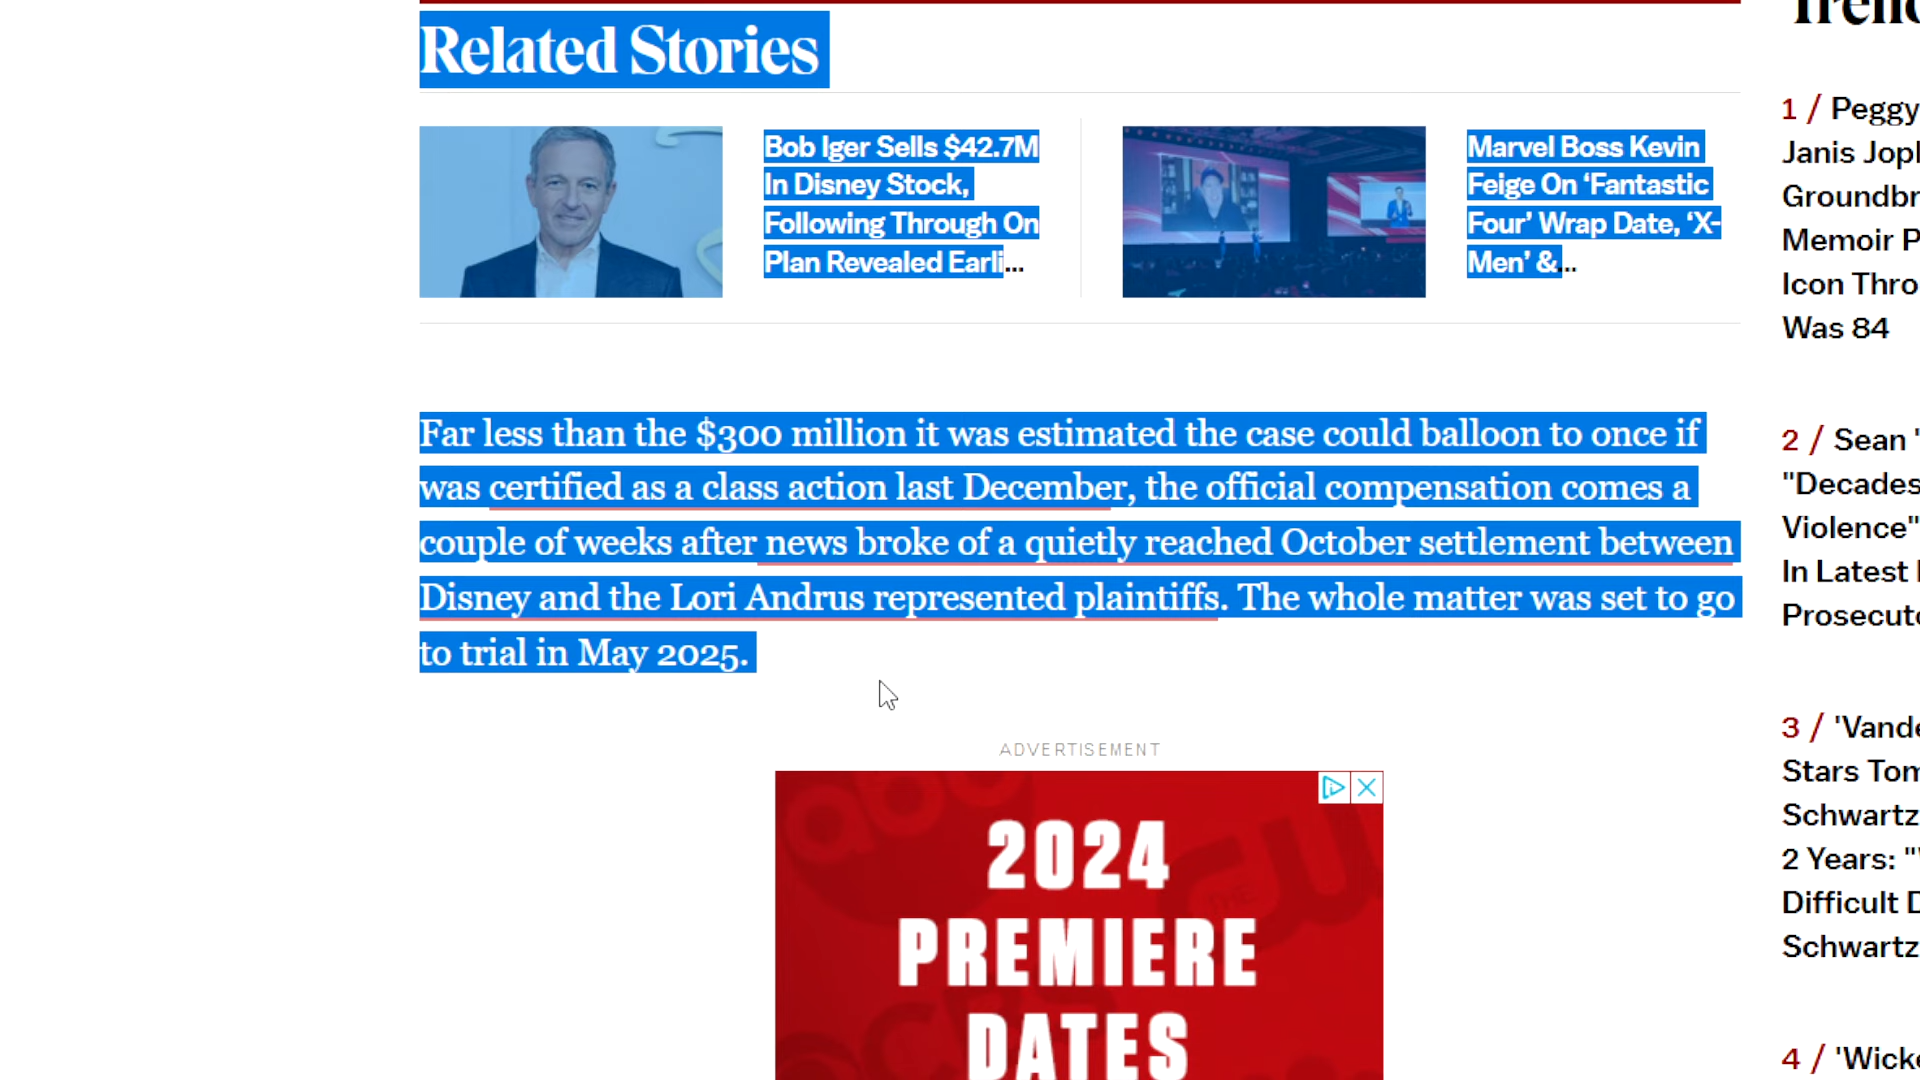 Related Stories
Bob Iger Sells $42.7M
In Disney Stock,
Following Through On
Plan Revealed Earli...
Marvel Boss Kevin
Feige On ‘Fantastic
Four’ Wrap Date, ‘X-
Men’ &...
Far less than the $300 million it was estimated the case could balloon to once if
was certified as a class action last December, the official compensation comes a
couple of weeks after news broke of a quietly reached October settlement between
Disney and the Lori Andrus represented plaintiffs. The whole matter was set to go
to trial in May 2025.
ADVERTISEMENT
abc
THE CW
CBS
2024
PREMIERE
DATES
1 / Peggy
Janis Jopl
Groundbr
Memoir P
Icon Thro
Was 84
2 / Sean "
"Decades
Violence"
In Latest
Prosecuto
3 / 'Vande
Stars Tom
Schwartz
2 Years: "
Difficult D
Schwartz
4 / 'Wicke